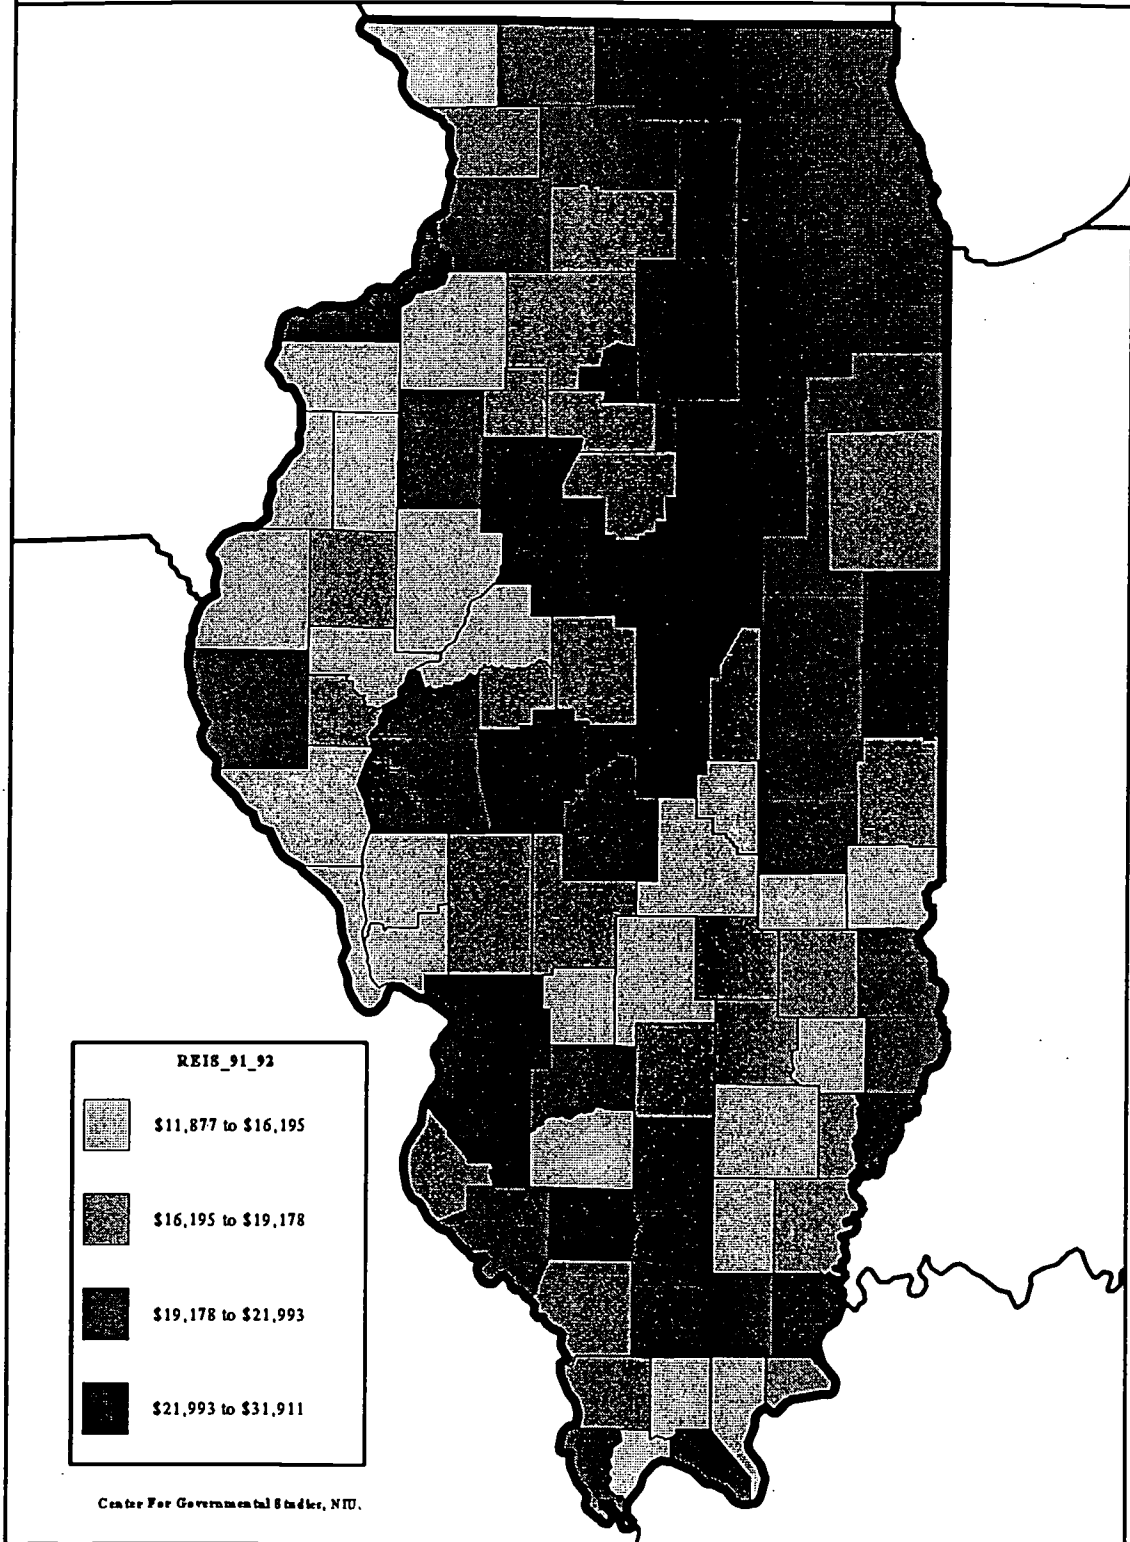 REIS_91_92
$11,877 to $16,195
$16,195 to $19,178
$19,178 to $21,993
$21,993 to $31,911
Center For Governmental Studies, NIU.